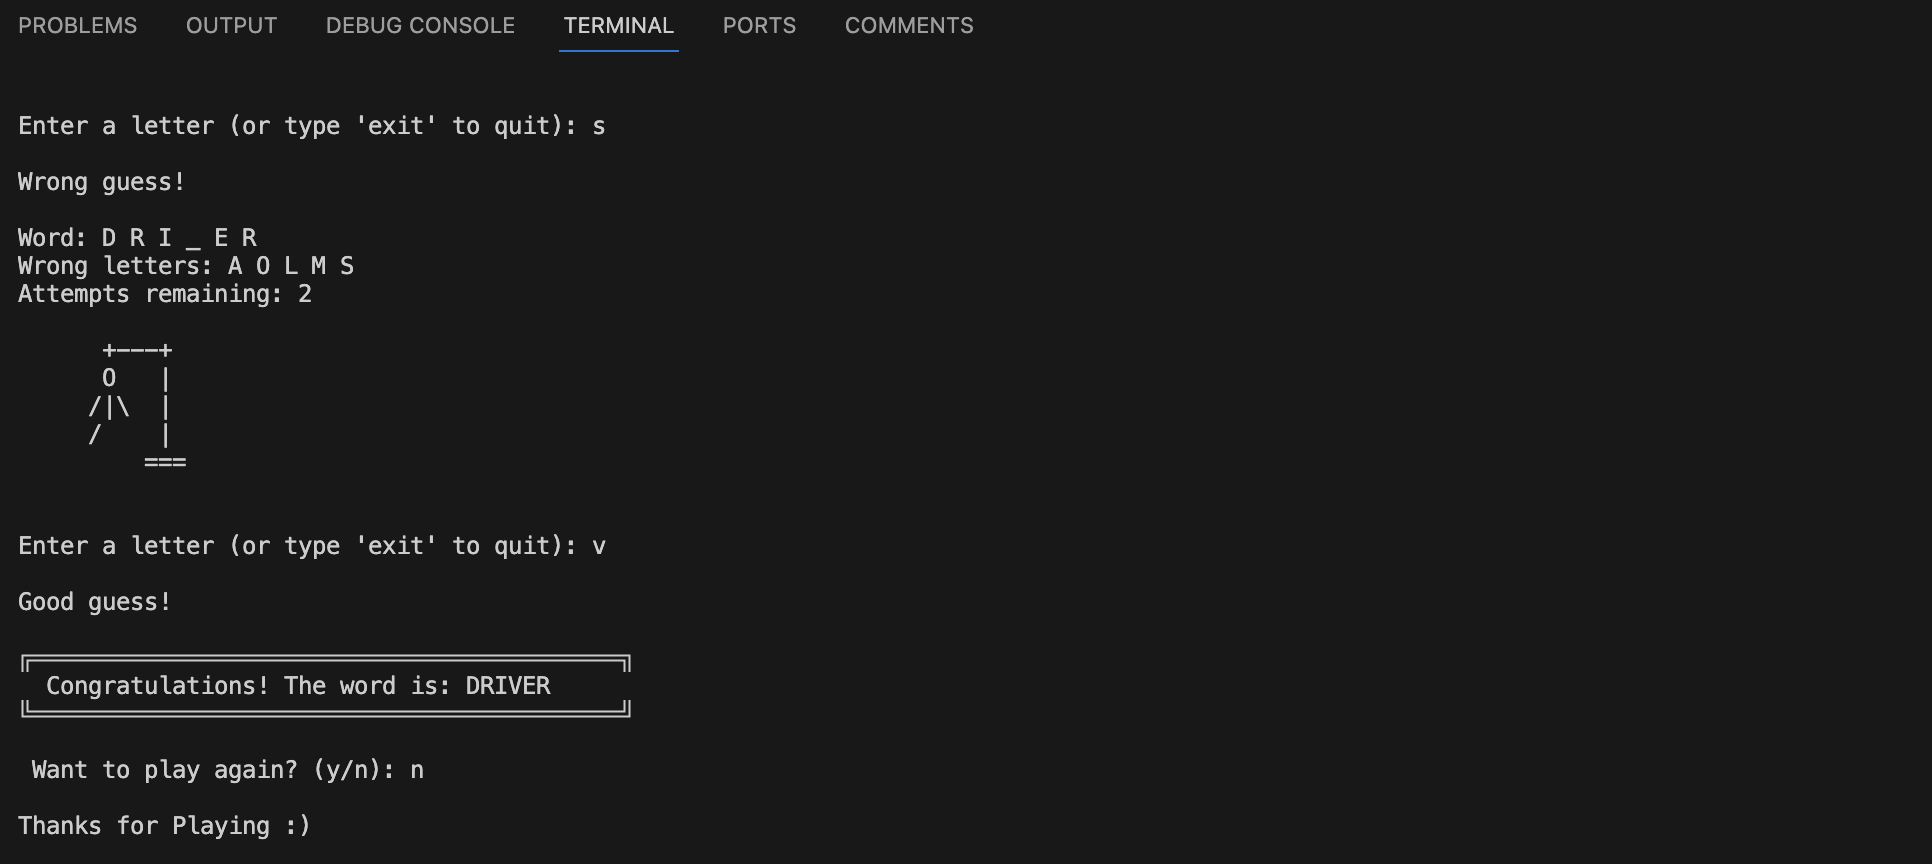 PROBLEMS OUTPUT DEBUG CONSOLE TERMINAL PORTS COMMENTS
Enter a letter (or type 'exit' to quit): s
Wrong guess!
Word: D R I _ E R
Wrong letters: A O L M S
Attempts remaining: 2
      +---+
      O   |
     /|\  |
     /    |
         ===
Enter a letter (or type 'exit' to quit): v
Good guess!
╔══════════════════════════════════════════╗
  Congratulations! The word is: DRIVER
╚══════════════════════════════════════════╝
 Want to play again? (y/n): n
Thanks for Playing :)